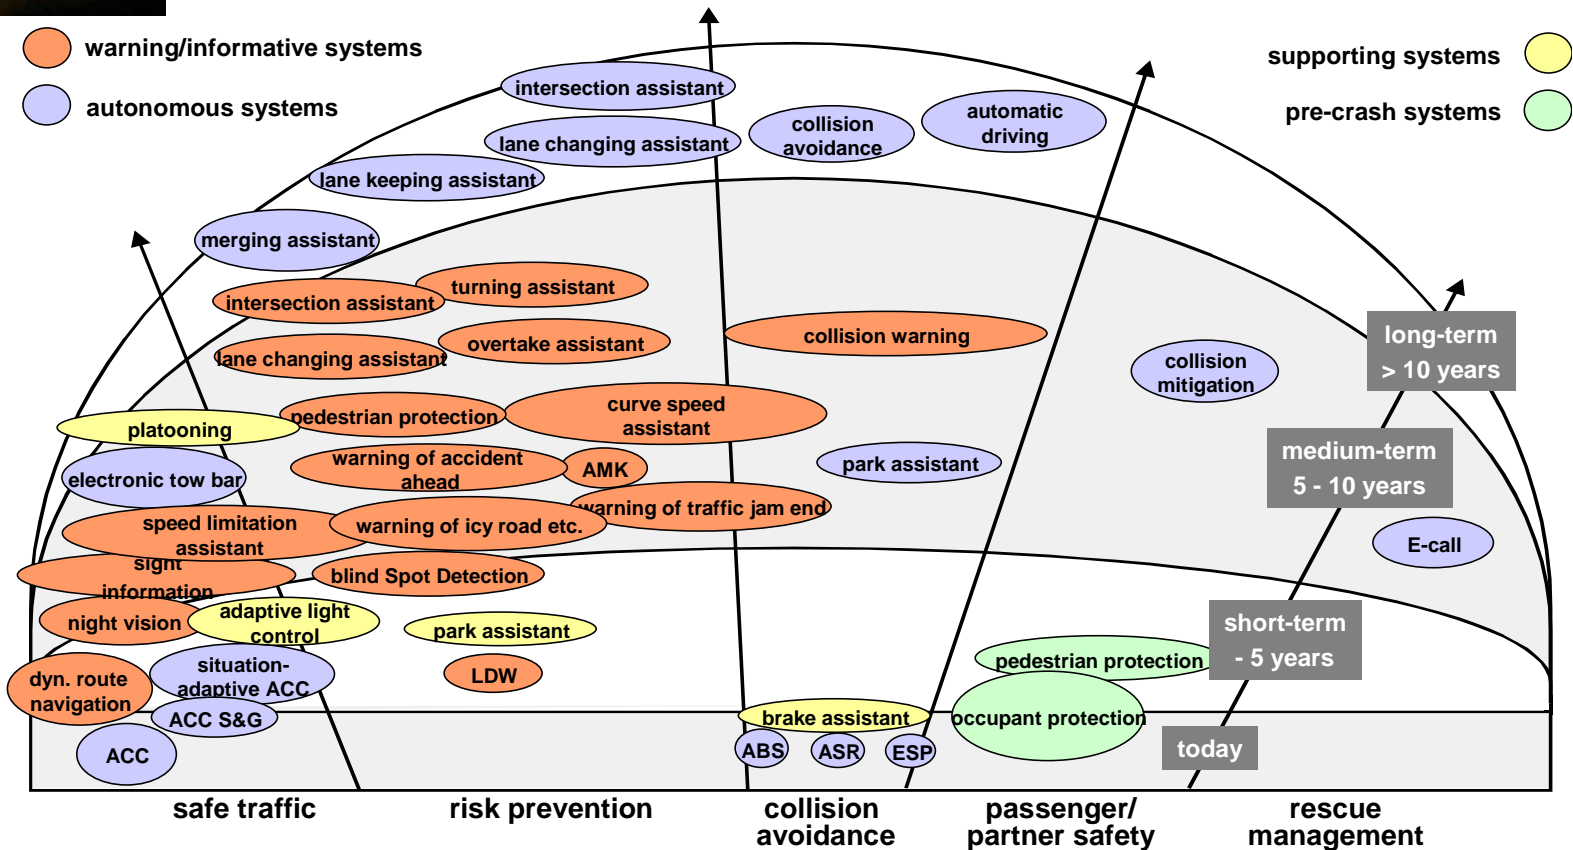 warning/informative systems
autonomous systems
supporting systems
pre-crash systems
intersection assistant
lane changing assistant
collision
avoidance
automatic
driving
lane keeping assistant
merging assistant
turning assistant
intersection assistant
overtake assistant
lane changing assistant
collision warning
collision
mitigation
long-term
> 10 years
pedestrian protection
curve speed
assistant
platooning
warning of accident
ahead
AMK
park assistant
medium-term
5 - 10 years
electronic tow bar
warning of traffic jam end
speed limitation
assistant
warning of icy road etc.
E-call
sight
information
blind Spot Detection
night vision
adaptive light
control
park assistant
short-term
- 5 years
pedestrian protection
dyn. route
navigation
situation-
adaptive ACC
LDW
ACC S&G
brake assistant
occupant protection
ACC
ABS
ASR
ESP
today
safe traffic
risk prevention
collision
avoidance
passenger/
partner safety
rescue
management